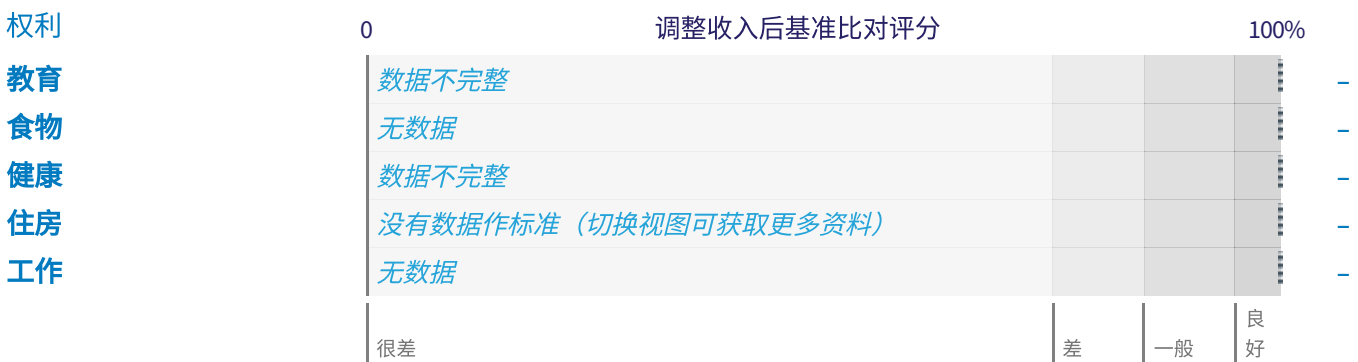 权利 0 调整收入后基准比对评分 100%
教育 数据不完整 –
食物 无数据 –
健康 数据不完整 –
住房 没有数据作标准（切换视图可获取更多资料） –
工作 无数据 –
很差 差 一般 良好